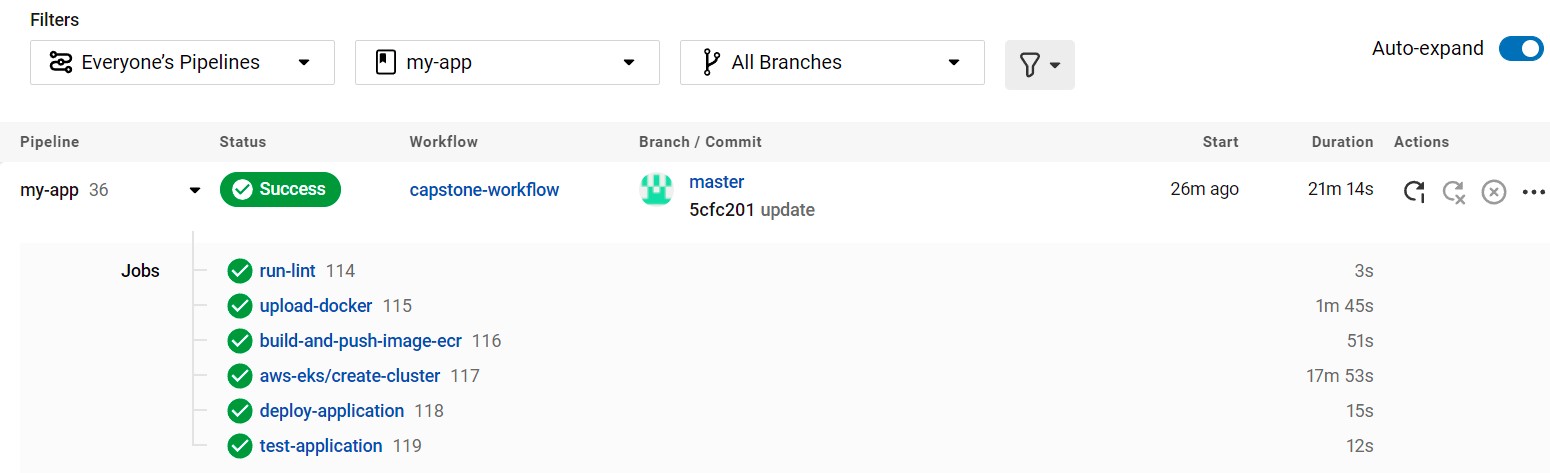 Filters
Everyone’s Pipelines
my-app
All Branches
Auto-expand
Pipeline Status Workflow Branch / Commit Start Duration Actions
my-app 36 Success capstone-workflow master 26m ago 21m 14s
5cfc201 update
Jobs run-lint 114 3s
upload-docker 115 1m 45s
build-and-push-image-ecr 116 51s
aws-eks/create-cluster 117 17m 53s
deploy-application 118 15s
test-application 119 12s